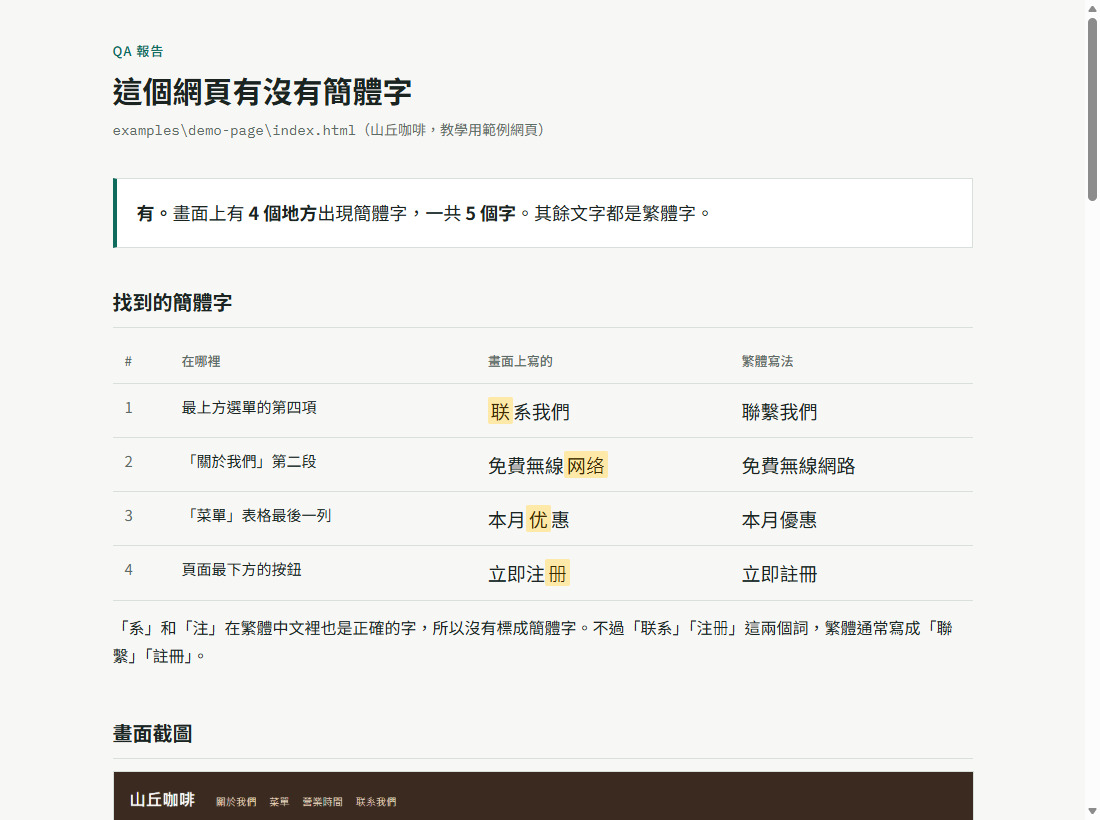 QA 報告
這個網頁有沒有簡體字
examples\demo-page\index.html（山丘咖啡，教學用範例網頁）
有。畫面上有 4 個地方出現簡體字，一共 5 個字。其餘文字都是繁體字。
找到的簡體字
# 在哪裡 畫面上寫的 繁體寫法
1 最上方選單的第四項 联系我們 聯繫我們
2 「關於我們」第二段 免費無線网络 免費無線網路
3 「菜單」表格最後一列 本月优惠 本月優惠
4 頁面最下方的按鈕 立即注册 立即註冊
「系」和「注」在繁體中文裡也是正確的字，所以沒有標成簡體字。不過「联系」「注册」這兩個詞，繁體通常寫成「聯
繫」「註冊」。
畫面截圖
山丘咖啡 關於我們 菜單 營業時間 联系我們